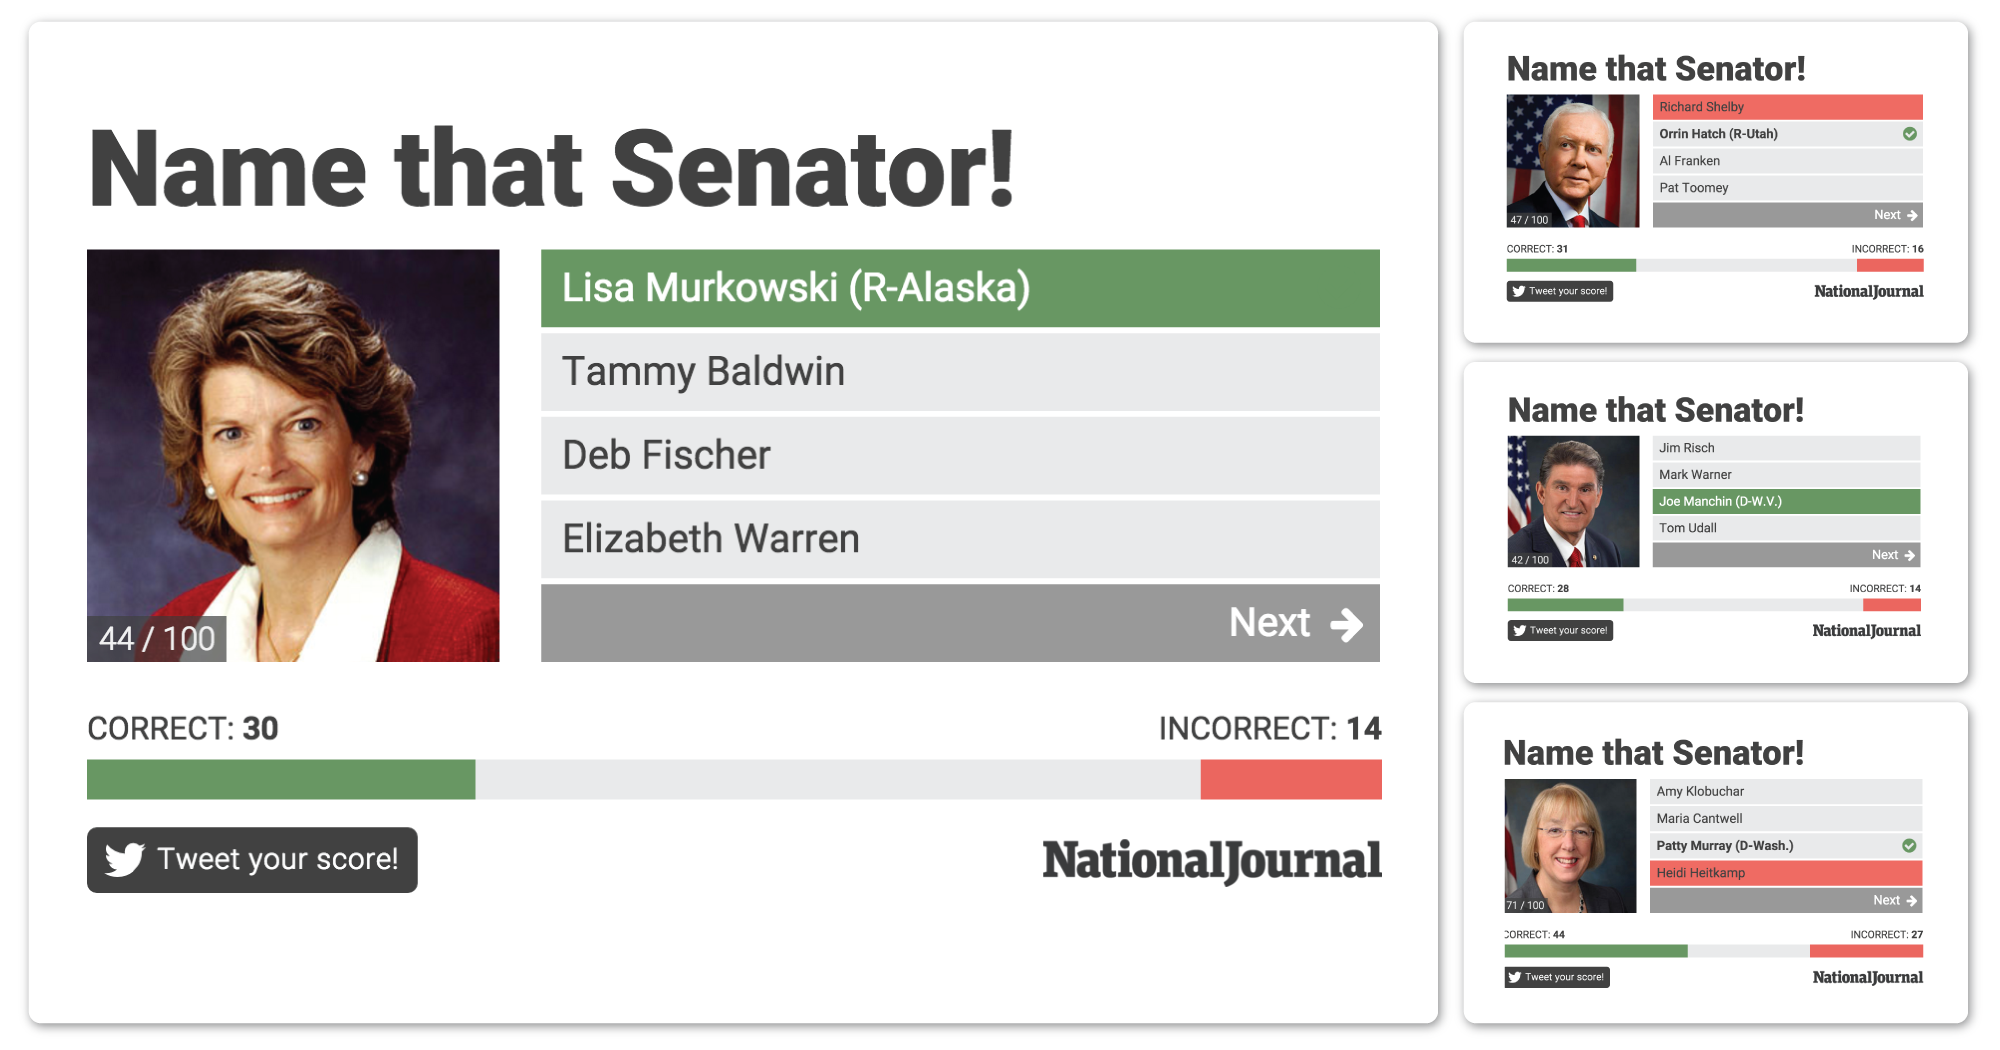 Name that Senator!
Lisa Murkowski (R-Alaska)
Tammy Baldwin
Deb Fischer
Elizabeth Warren
Next
44 / 100
CORRECT: 30
INCORRECT: 14
Tweet your score!
NationalJournal
Name that Senator!
Richard Shelby
Orrin Hatch (R-Utah)
Al Franken
Pat Toomey
Next
47 / 100
CORRECT: 31
INCORRECT: 16
Tweet your score!
NationalJournal
Name that Senator!
Jim Risch
Mark Warner
Joe Manchin (D-W.V.)
Tom Udall
Next
42 / 100
CORRECT: 28
INCORRECT: 14
Tweet your score!
NationalJournal
Name that Senator!
Amy Klobuchar
Maria Cantwell
Patty Murray (D-Wash.)
Heidi Heitkamp
Next
71 / 100
CORRECT: 44
INCORRECT: 27
Tweet your score!
NationalJournal